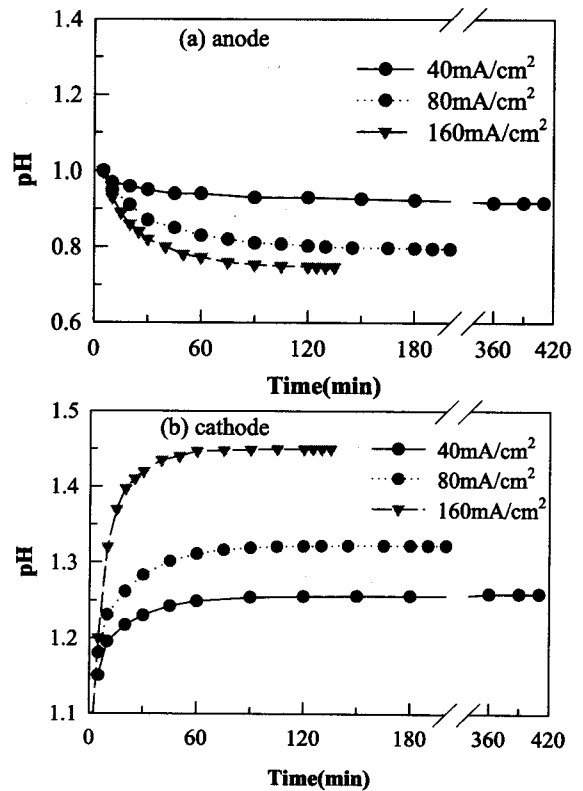 (a) anode
1.4
1.2
1.0
0.8
0.6
pH
40mA/cm²
80mA/cm²
160mA/cm²
0 60 120 180 360 420
Time(min)
(b) cathode
1.5
1.4
1.3
1.2
1.1
pH
40mA/cm²
80mA/cm²
160mA/cm²
0 60 120 180 360 420
Time(min)